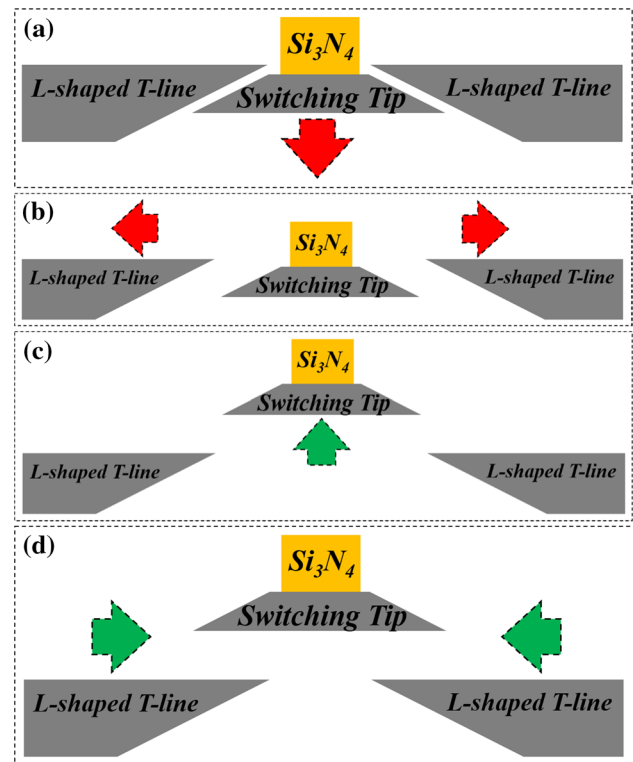 (a)
Si₃N₄
L-shaped T-line
Switching Tip
L-shaped T-line
(b)
Si₃N₄
L-shaped T-line
Switching Tip
L-shaped T-line
(c)
Si₃N₄
Switching Tip
L-shaped T-line
L-shaped T-line
(d)
Si₃N₄
Switching Tip
L-shaped T-line
L-shaped T-line